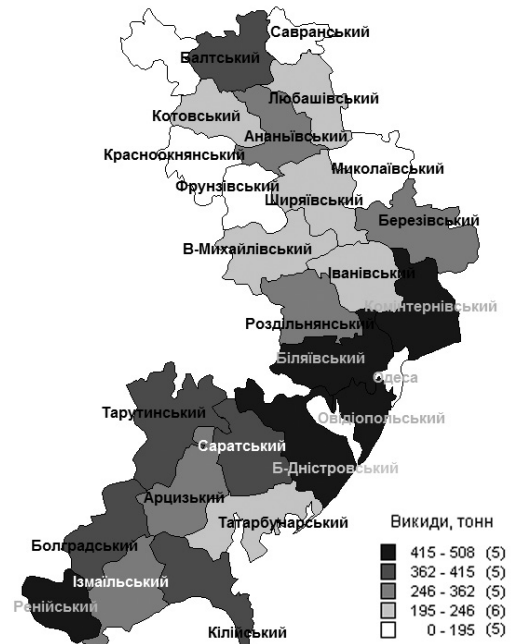 Савранський
Балтський
Любашівський
Котовський
Ананьївський
Красноокнянський
Миколаївський
Фрунзівський
Ширяївський
Березівський
В-Михайлівський
Іванівський
Комінтернівський
Роздільнянський
Біляївський
Одеса
Тарутинський
Овідіопольський
Саратський
Б-Дністровський
Арцизький
Татарбунарський
Викиди, тонн
Болградський
415 - 508 (5)
362 - 415 (5)
Ізмаїльський
246 - 362 (5)
Ренійський
195 - 246 (6)
Кілійський
0 - 195 (5)